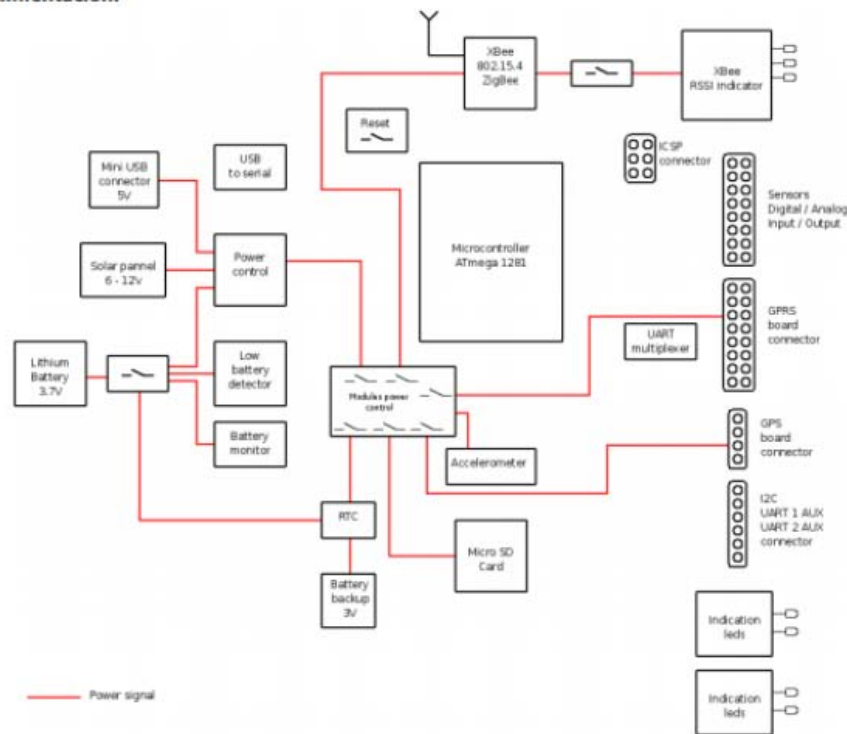 XBee
802.15.4
ZigBee
XBee
RSSI indicator
Reset
ICSP
connector
Mini USB
connector
5V
USB
to serial
Sensors
Digital / Analog
Input / Output
Microcontroller
ATmega 1281
Solar pannel
6 - 12V
Power
control
GPRS
board
connector
UART
multiplexer
Lithium
Battery
3.7V
Low
battery
detector
Modules power
control
GPS
board
connector
Battery
monitor
Accelerometer
I2C
UART 1 AUX
UART 2 AUX
connector
RTC
Micro SD
Card
Battery
backup
3V
Indication
leds
Power signal
Indication
leds